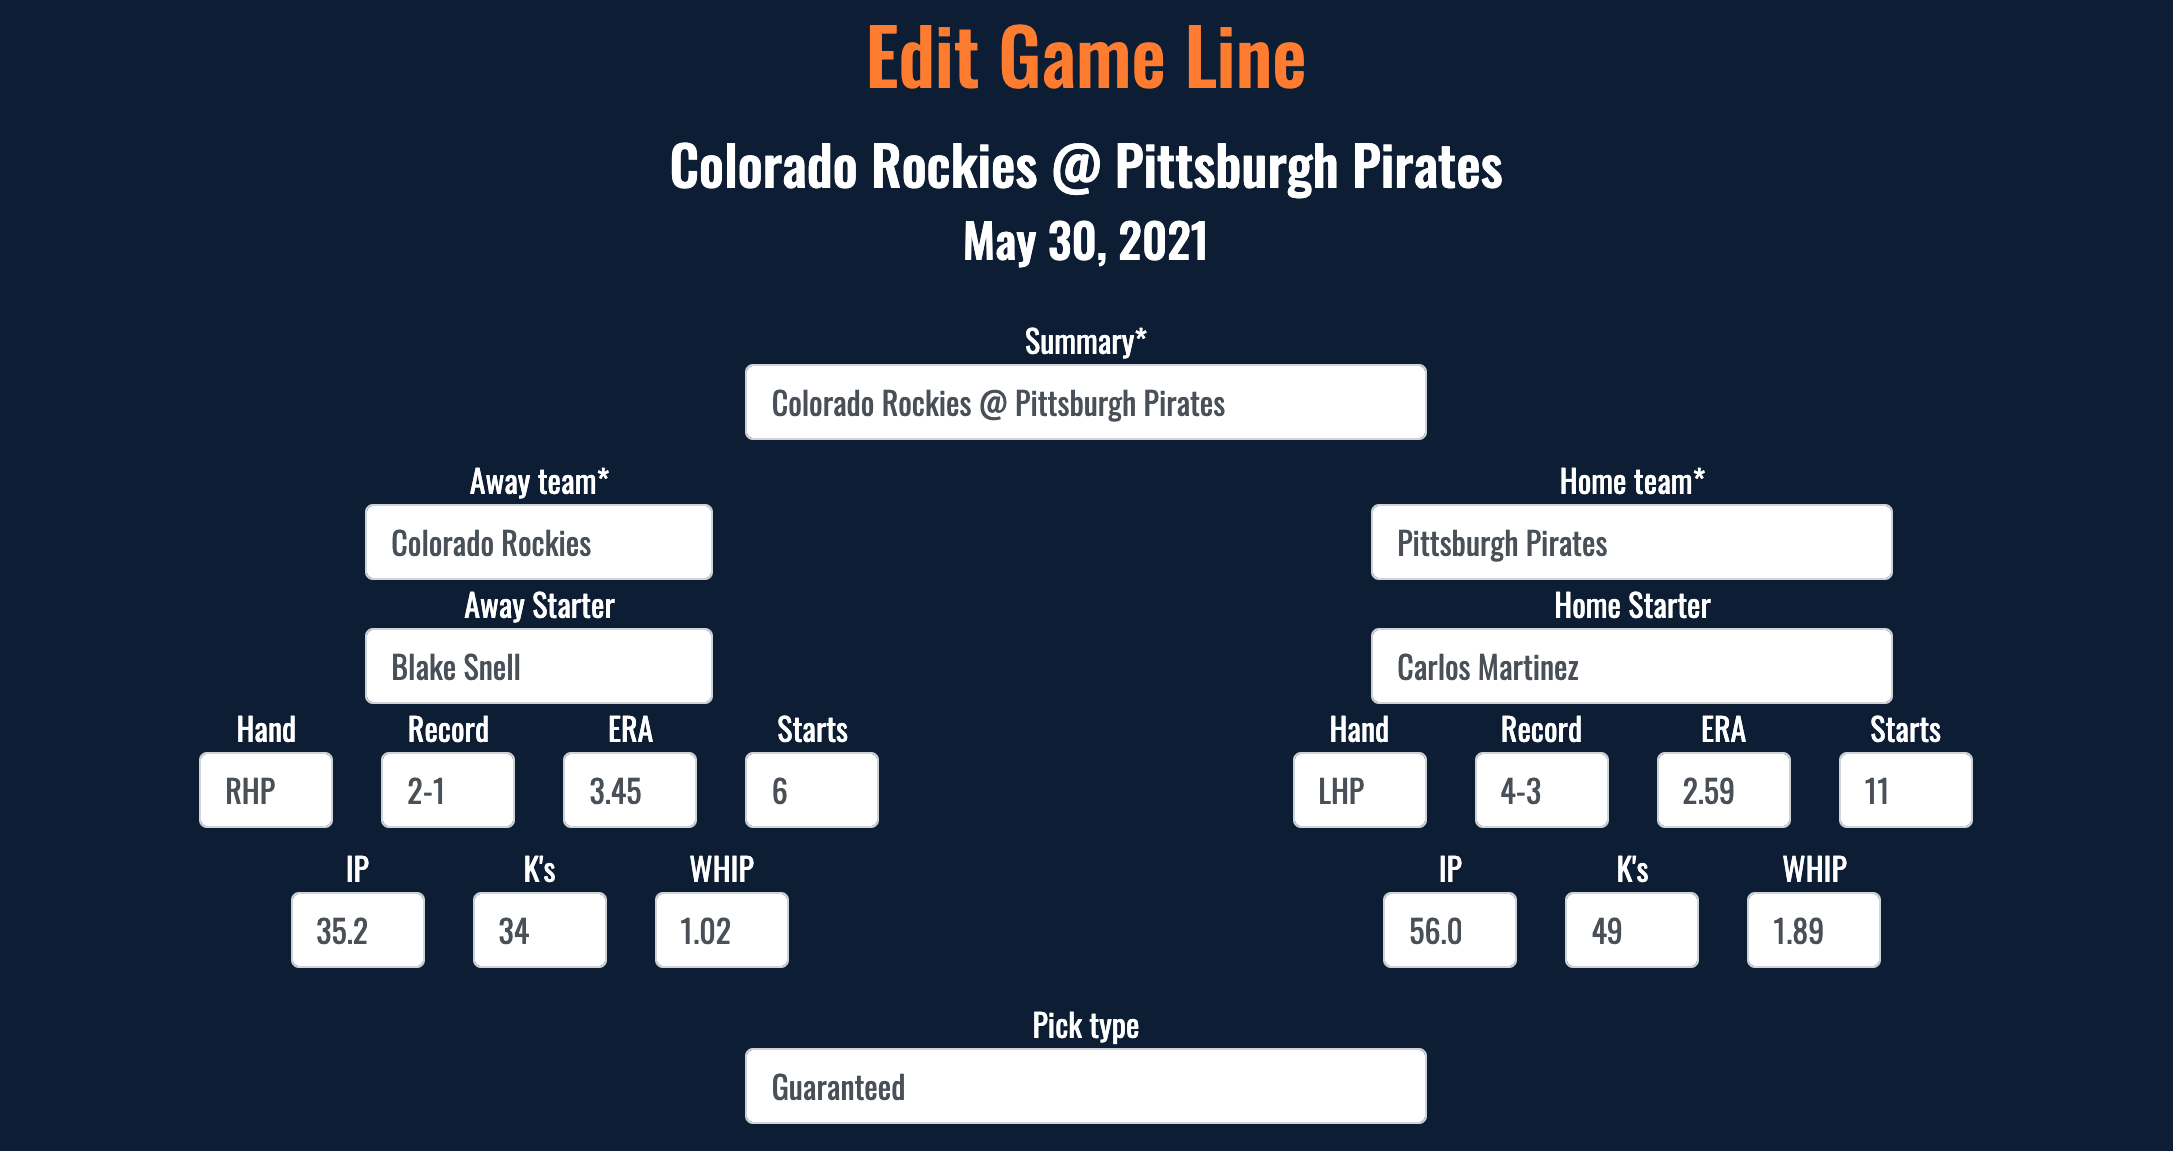 Edit Game Line
Colorado Rockies @ Pittsburgh Pirates
May 30, 2021
Summary*
Colorado Rockies @ Pittsburgh Pirates
Away team* Home team*
Colorado Rockies Pittsburgh Pirates
Away Starter Home Starter
Blake Snell Carlos Martinez
Hand Record ERA Starts Hand Record ERA Starts
RHP 2-1 3.45 6 LHP 4-3 2.59 11
IP K's WHIP IP K's WHIP
35.2 34 1.02 56.0 49 1.89
Pick type
Guaranteed